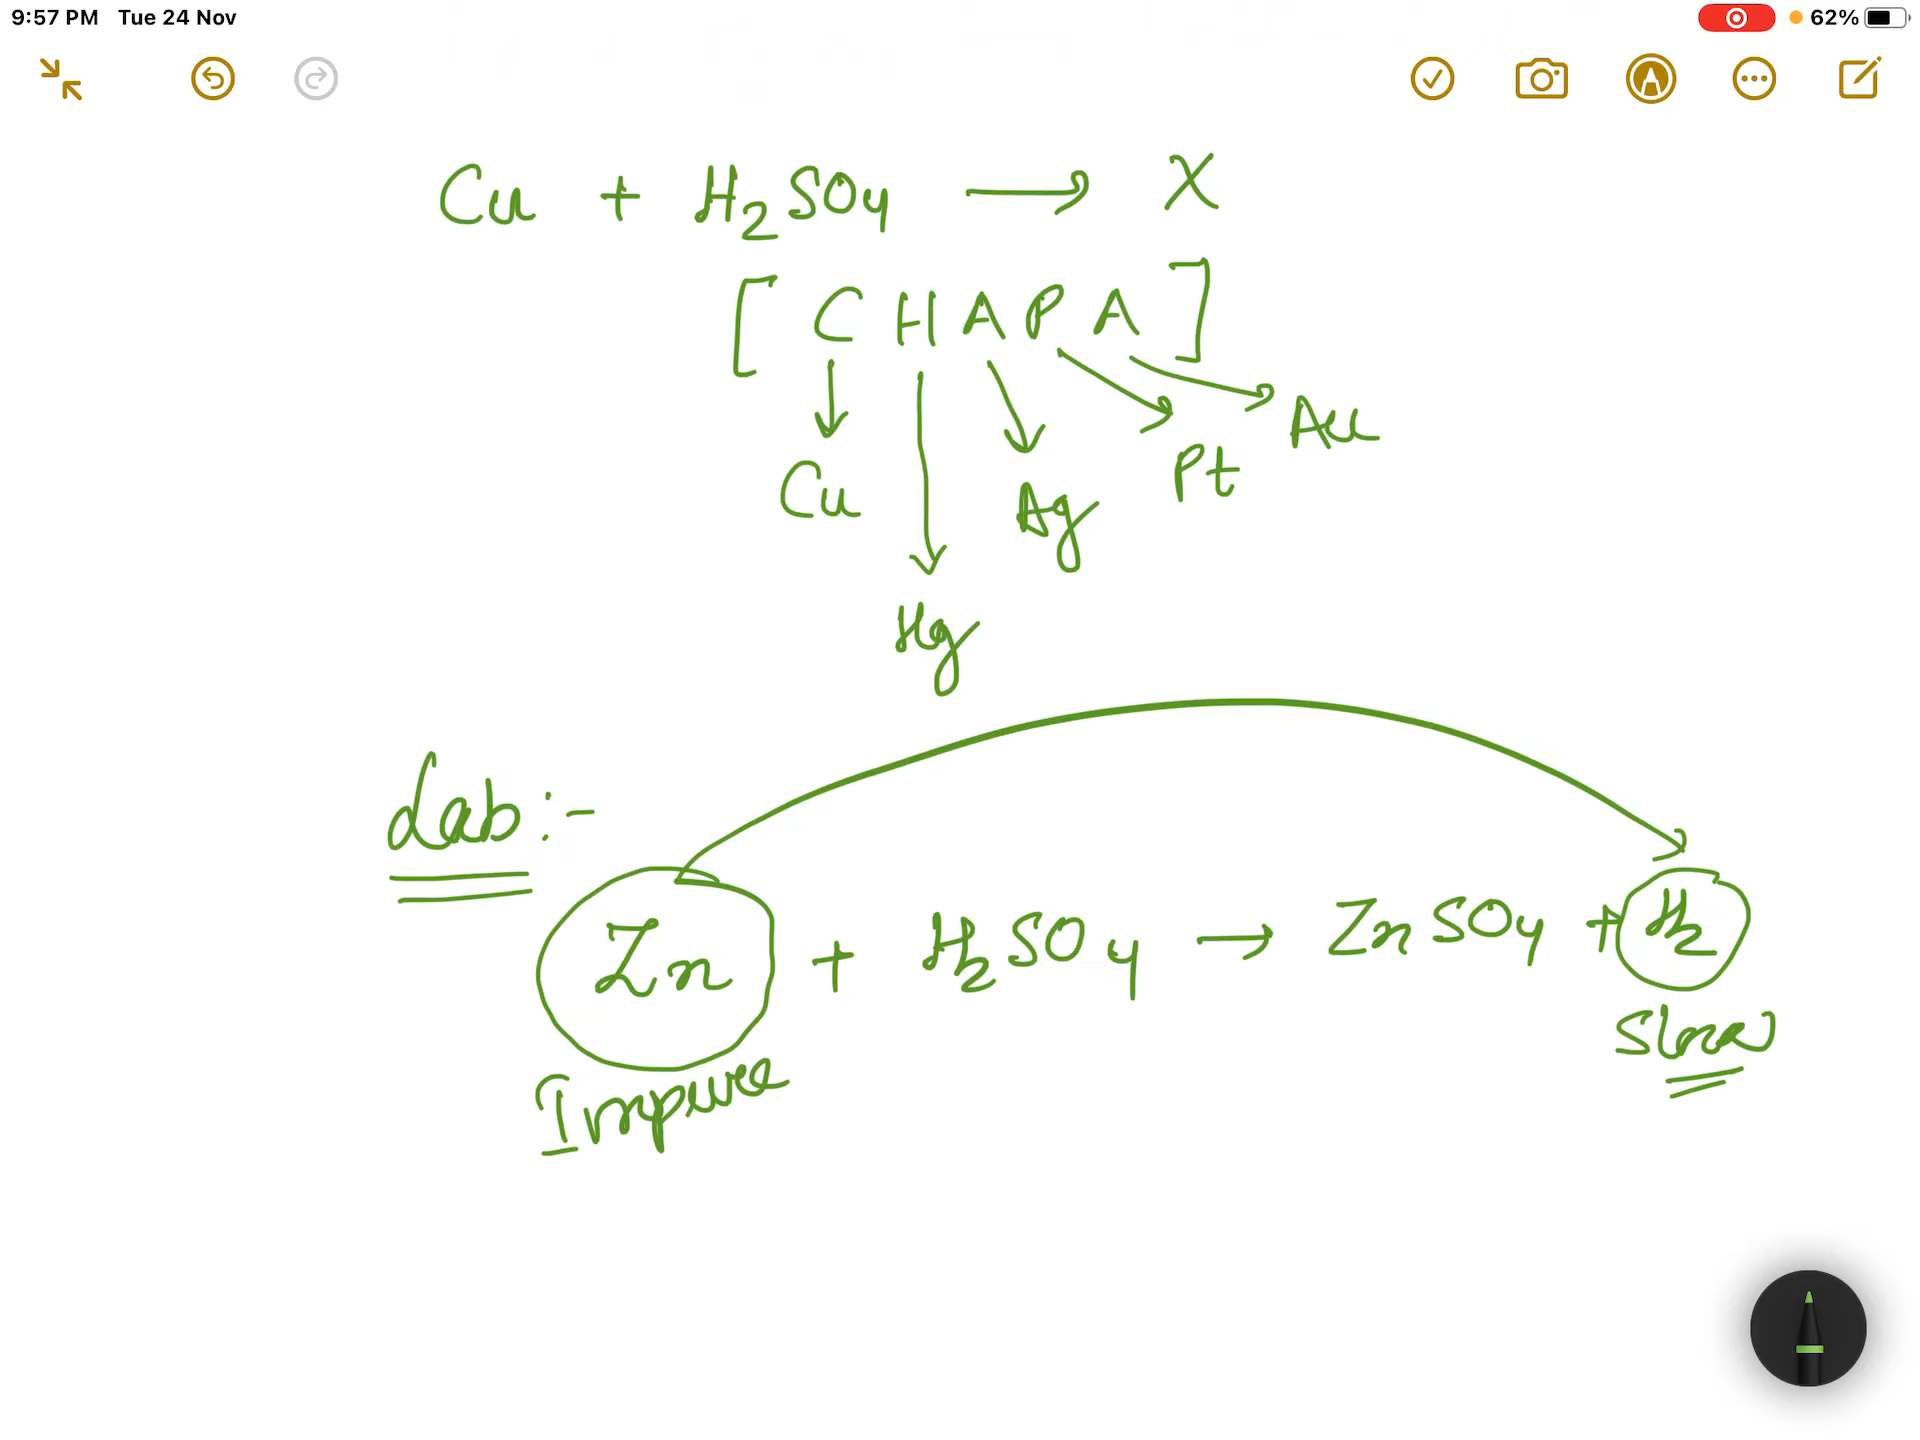 9:57 PM Tue 24 Nov 62%
Cu + H₂SO₄ → X
[ C H A P A ]
Au
Pt
Cu
Ag
Hg
Lab:-
Zn + H₂SO₄ → ZnSO₄ + H₂
Slow
Impure